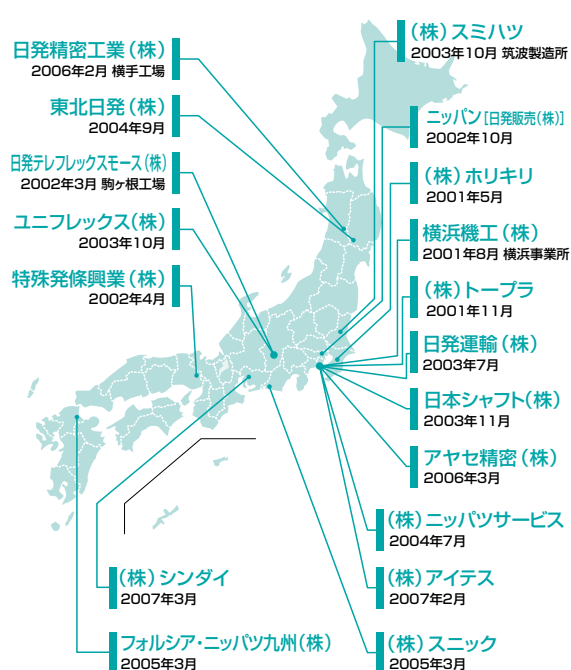 日発精密工業（株）
2006年2月 横手工場
東北日発（株）
2004年9月
日発テレフレックスモース（株）
2002年3月 駒ヶ根工場
ユニフレックス（株）
2003年10月
特殊発條興業（株）
2002年4月
（株）スミハツ
2003年10月 筑波製造所
ニッパン［日発販売（株）］
2002年10月
（株）ホリキリ
2001年5月
横浜機工（株）
2001年8月 横浜事業所
（株）トープラ
2001年11月
日発運輸（株）
2003年7月
日本シャフト（株）
2003年11月
アヤセ精密（株）
2006年3月
（株）ニッパツサービス
2004年7月
（株）シンダイ
2007年3月
（株）アイテス
2007年2月
フォルシア・ニッパツ九州（株）
2005年3月
（株）スニック
2005年3月